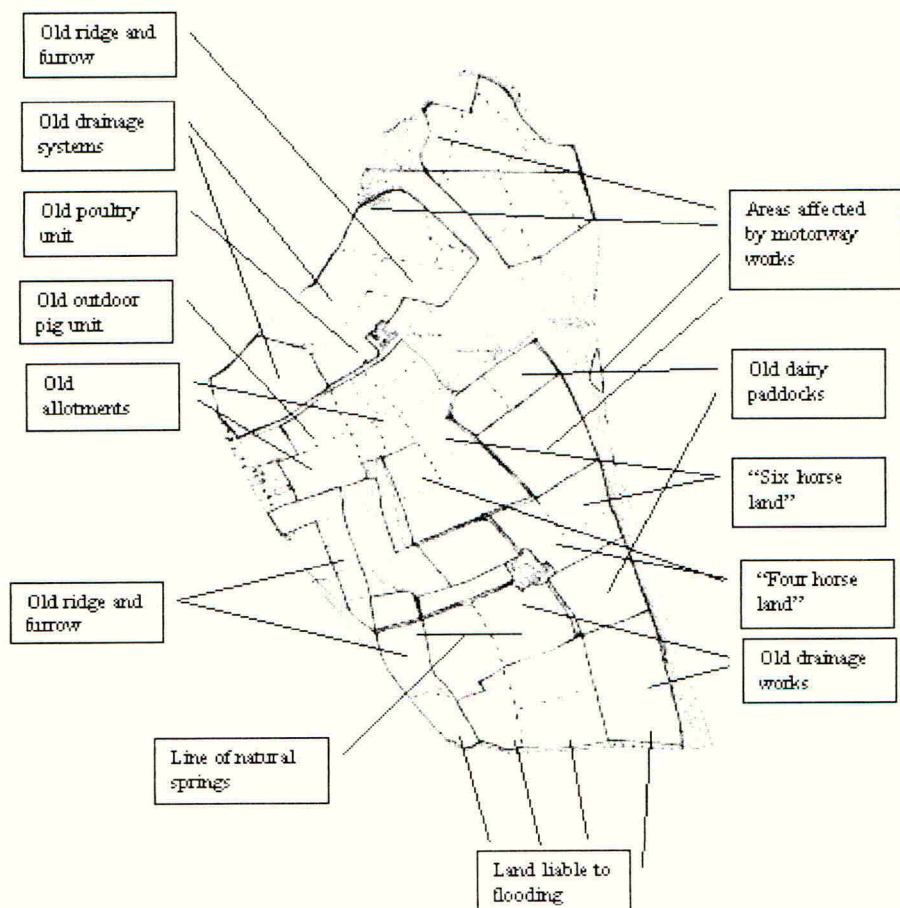 Old ridge and
furrow
Old drainage
systems
Old poultry
unit
Old outdoor
pig unit
Old
allotments
Old ridge and
furrow
Line of natural
springs
Land liable to
flooding
Areas affected
by motorway
works
Old dairy
paddocks
“Six horse
land”
“Four horse
land”
Old drainage
works